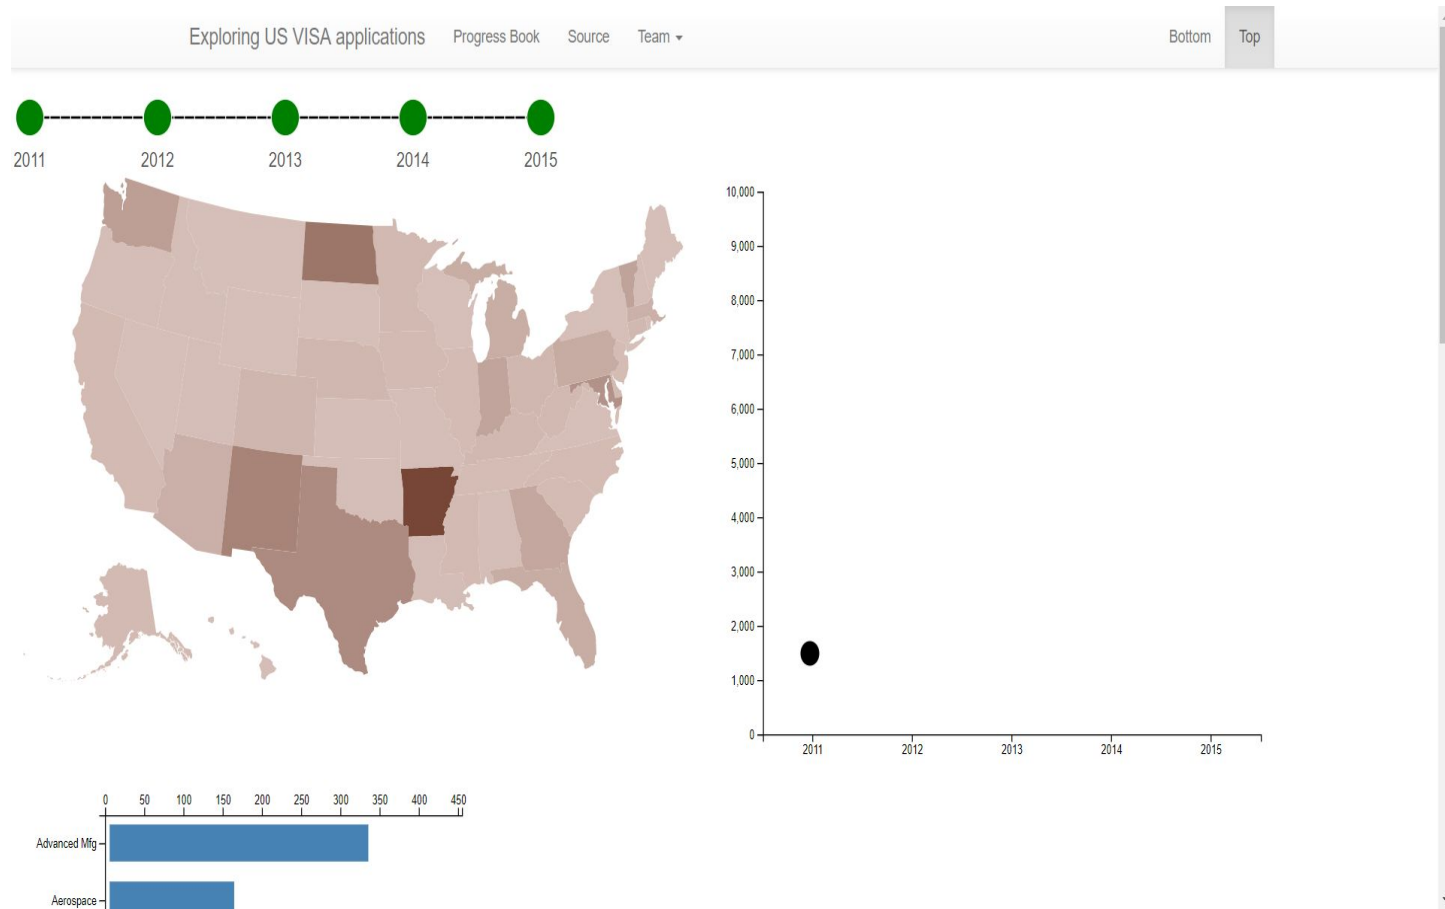 Exploring US VISA applications Progress Book Source Team Bottom Top
2011 2012 2013 2014 2015
10,000
9,000
8,000
7,000
6,000
5,000
4,000
3,000
2,000
1,000
0
2011 2012 2013 2014 2015
0 50 100 150 200 250 300 350 400 450
Advanced Mfg
Aerospace